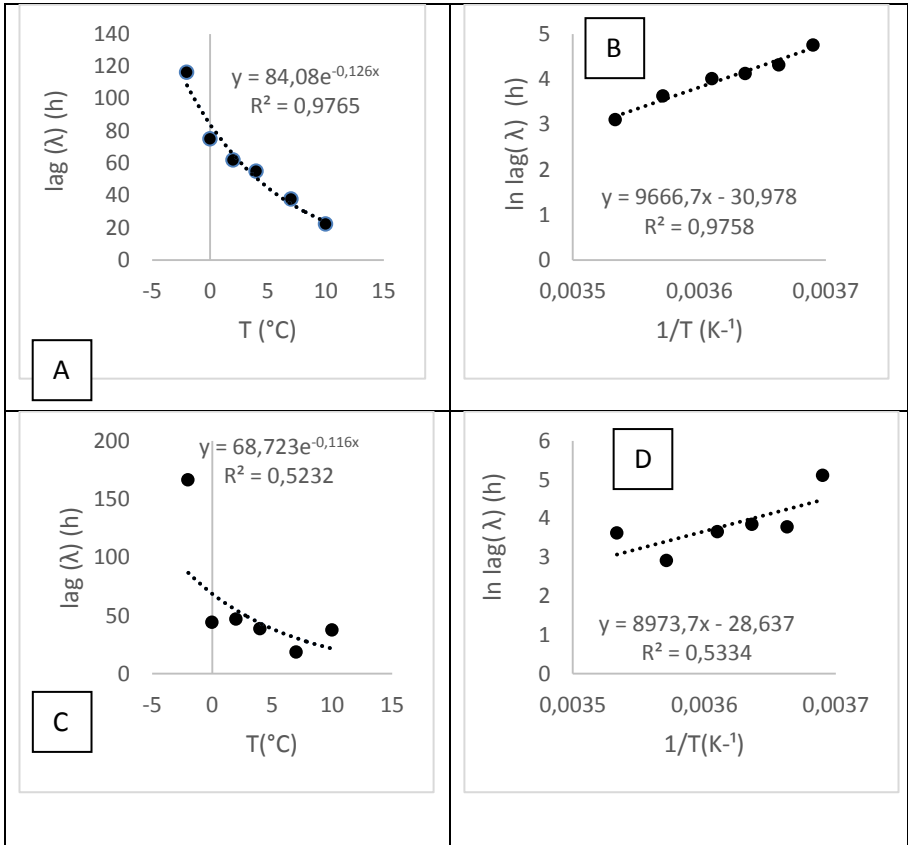 140
120
100
80
60
40
20
0
-5
0
5
10
15
lag (λ) (h)
T (°C)
y = 84,08e^-0,126x
R² = 0,9765
A
5
4
3
2
1
0
0,0035
0,0036
0,0037
ln lag( λ) (h)
1/T (K-¹)
y = 9666,7x - 30,978
R² = 0,9758
B
200
150
100
50
0
-5
0
5
10
15
lag (λ) (h)
T(°C)
y = 68,723e^-0,116x
R² = 0,5232
C
6
5
4
3
2
1
0
0,0035
0,0036
0,0037
ln lag( λ) (h)
1/T(K-¹)
y = 8973,7x - 28,637
R² = 0,5334
D